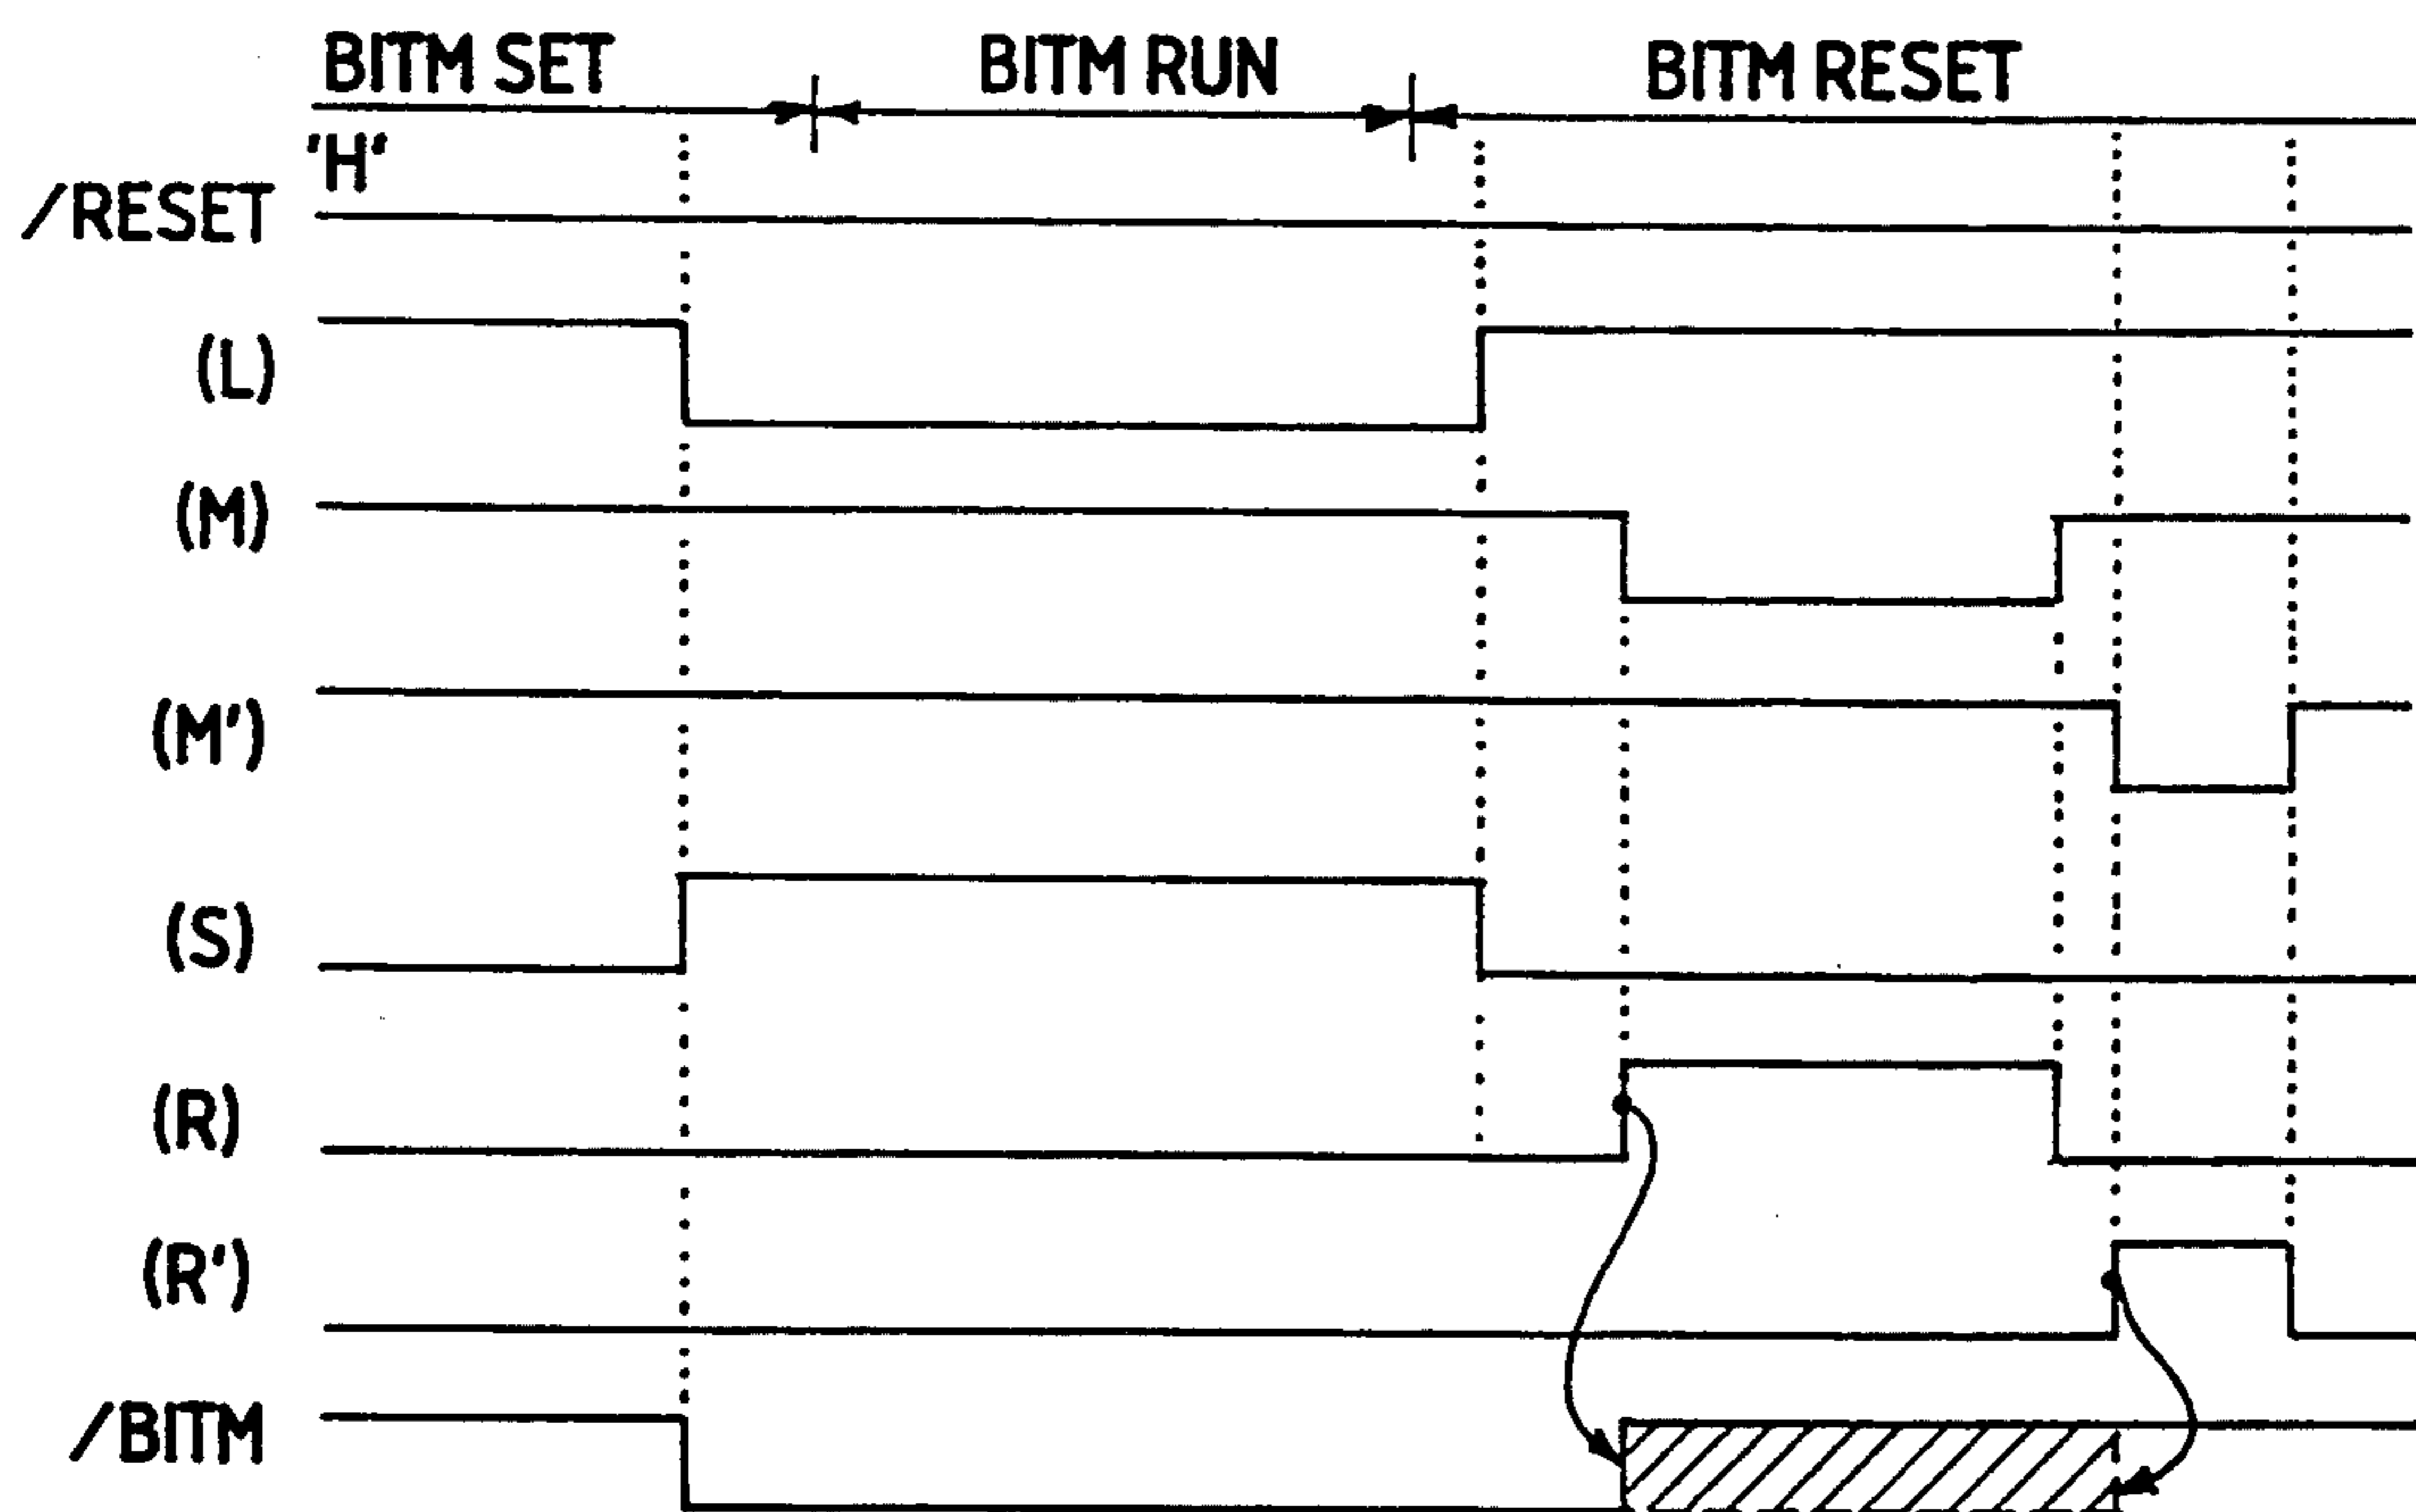 BITM SET BITM RUN BITM RESET
'H'
/RESET
(L)
(M)
(M')
(S)
(R)
(R')
/BITM